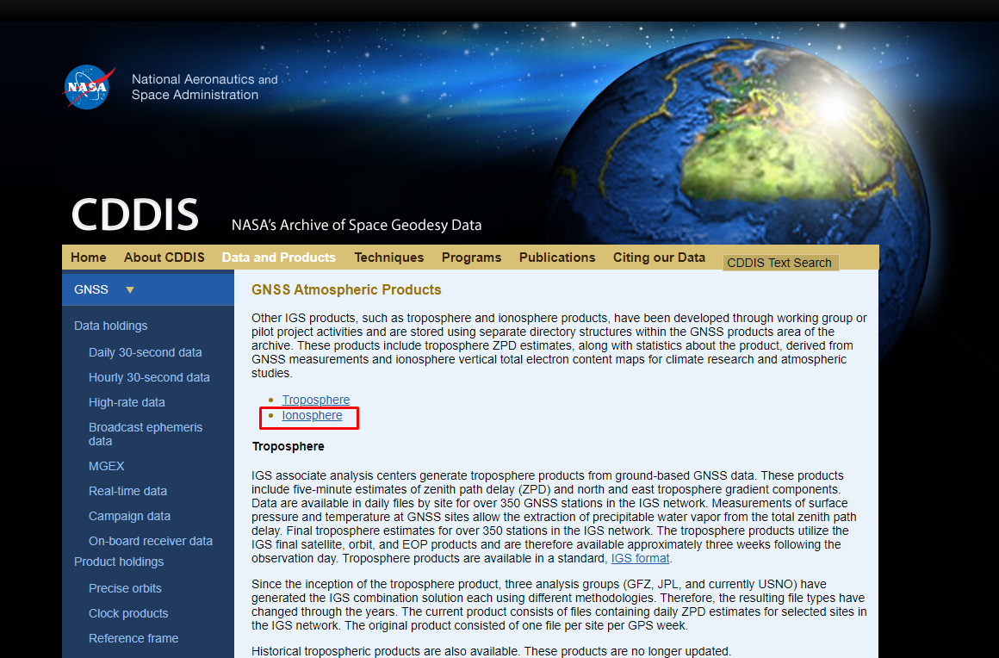 NASA
National Aeronautics and
Space Administration
CDDIS
NASA's Archive of Space Geodesy Data
Home About CDDIS Data and Products Techniques Programs Publications Citing our Data CDDIS Text Search
GNSS
Data holdings
Daily 30-second data
Hourly 30-second data
High-rate data
Broadcast ephemeris
data
MGEX
Real-time data
Campaign data
On-board receiver data
Product holdings
Precise orbits
Clock products
Reference frame
GNSS Atmospheric Products
Other IGS products, such as troposphere and ionosphere products, have been developed through working group or
pilot project activities and are stored using separate directory structures within the GNSS products area of the
archive. These products include troposphere ZPD estimates, along with statistics about the product, derived from
GNSS measurements and ionosphere vertical total electron content maps for climate research and atmospheric
studies.
Troposphere
Ionosphere
Troposphere
IGS associate analysis centers generate troposphere products from ground-based GNSS data. These products
include five-minute estimates of zenith path delay (ZPD) and north and east troposphere gradient components.
Data are available in daily files by site for over 350 GNSS stations in the IGS network. Measurements of surface
pressure and temperature at GNSS sites allow the extraction of precipitable water vapor from the total zenith path
delay. Final troposphere estimates for over 350 stations in the IGS network. The troposphere products utilize the
IGS final satellite, orbit, and EOP products and are therefore available approximately three weeks following the
observation day. Troposphere products are available in a standard, IGS format.
Since the inception of the troposphere product, three analysis groups (GFZ, JPL, and currently USNO) have
generated the IGS combination solution each using different methodologies. Therefore, the resulting file types have
changed through the years. The current product consists of files containing daily ZPD estimates for selected sites in
the IGS network. The original product consisted of one file per site per GPS week.
Historical tropospheric products are also available. These products are no longer updated.